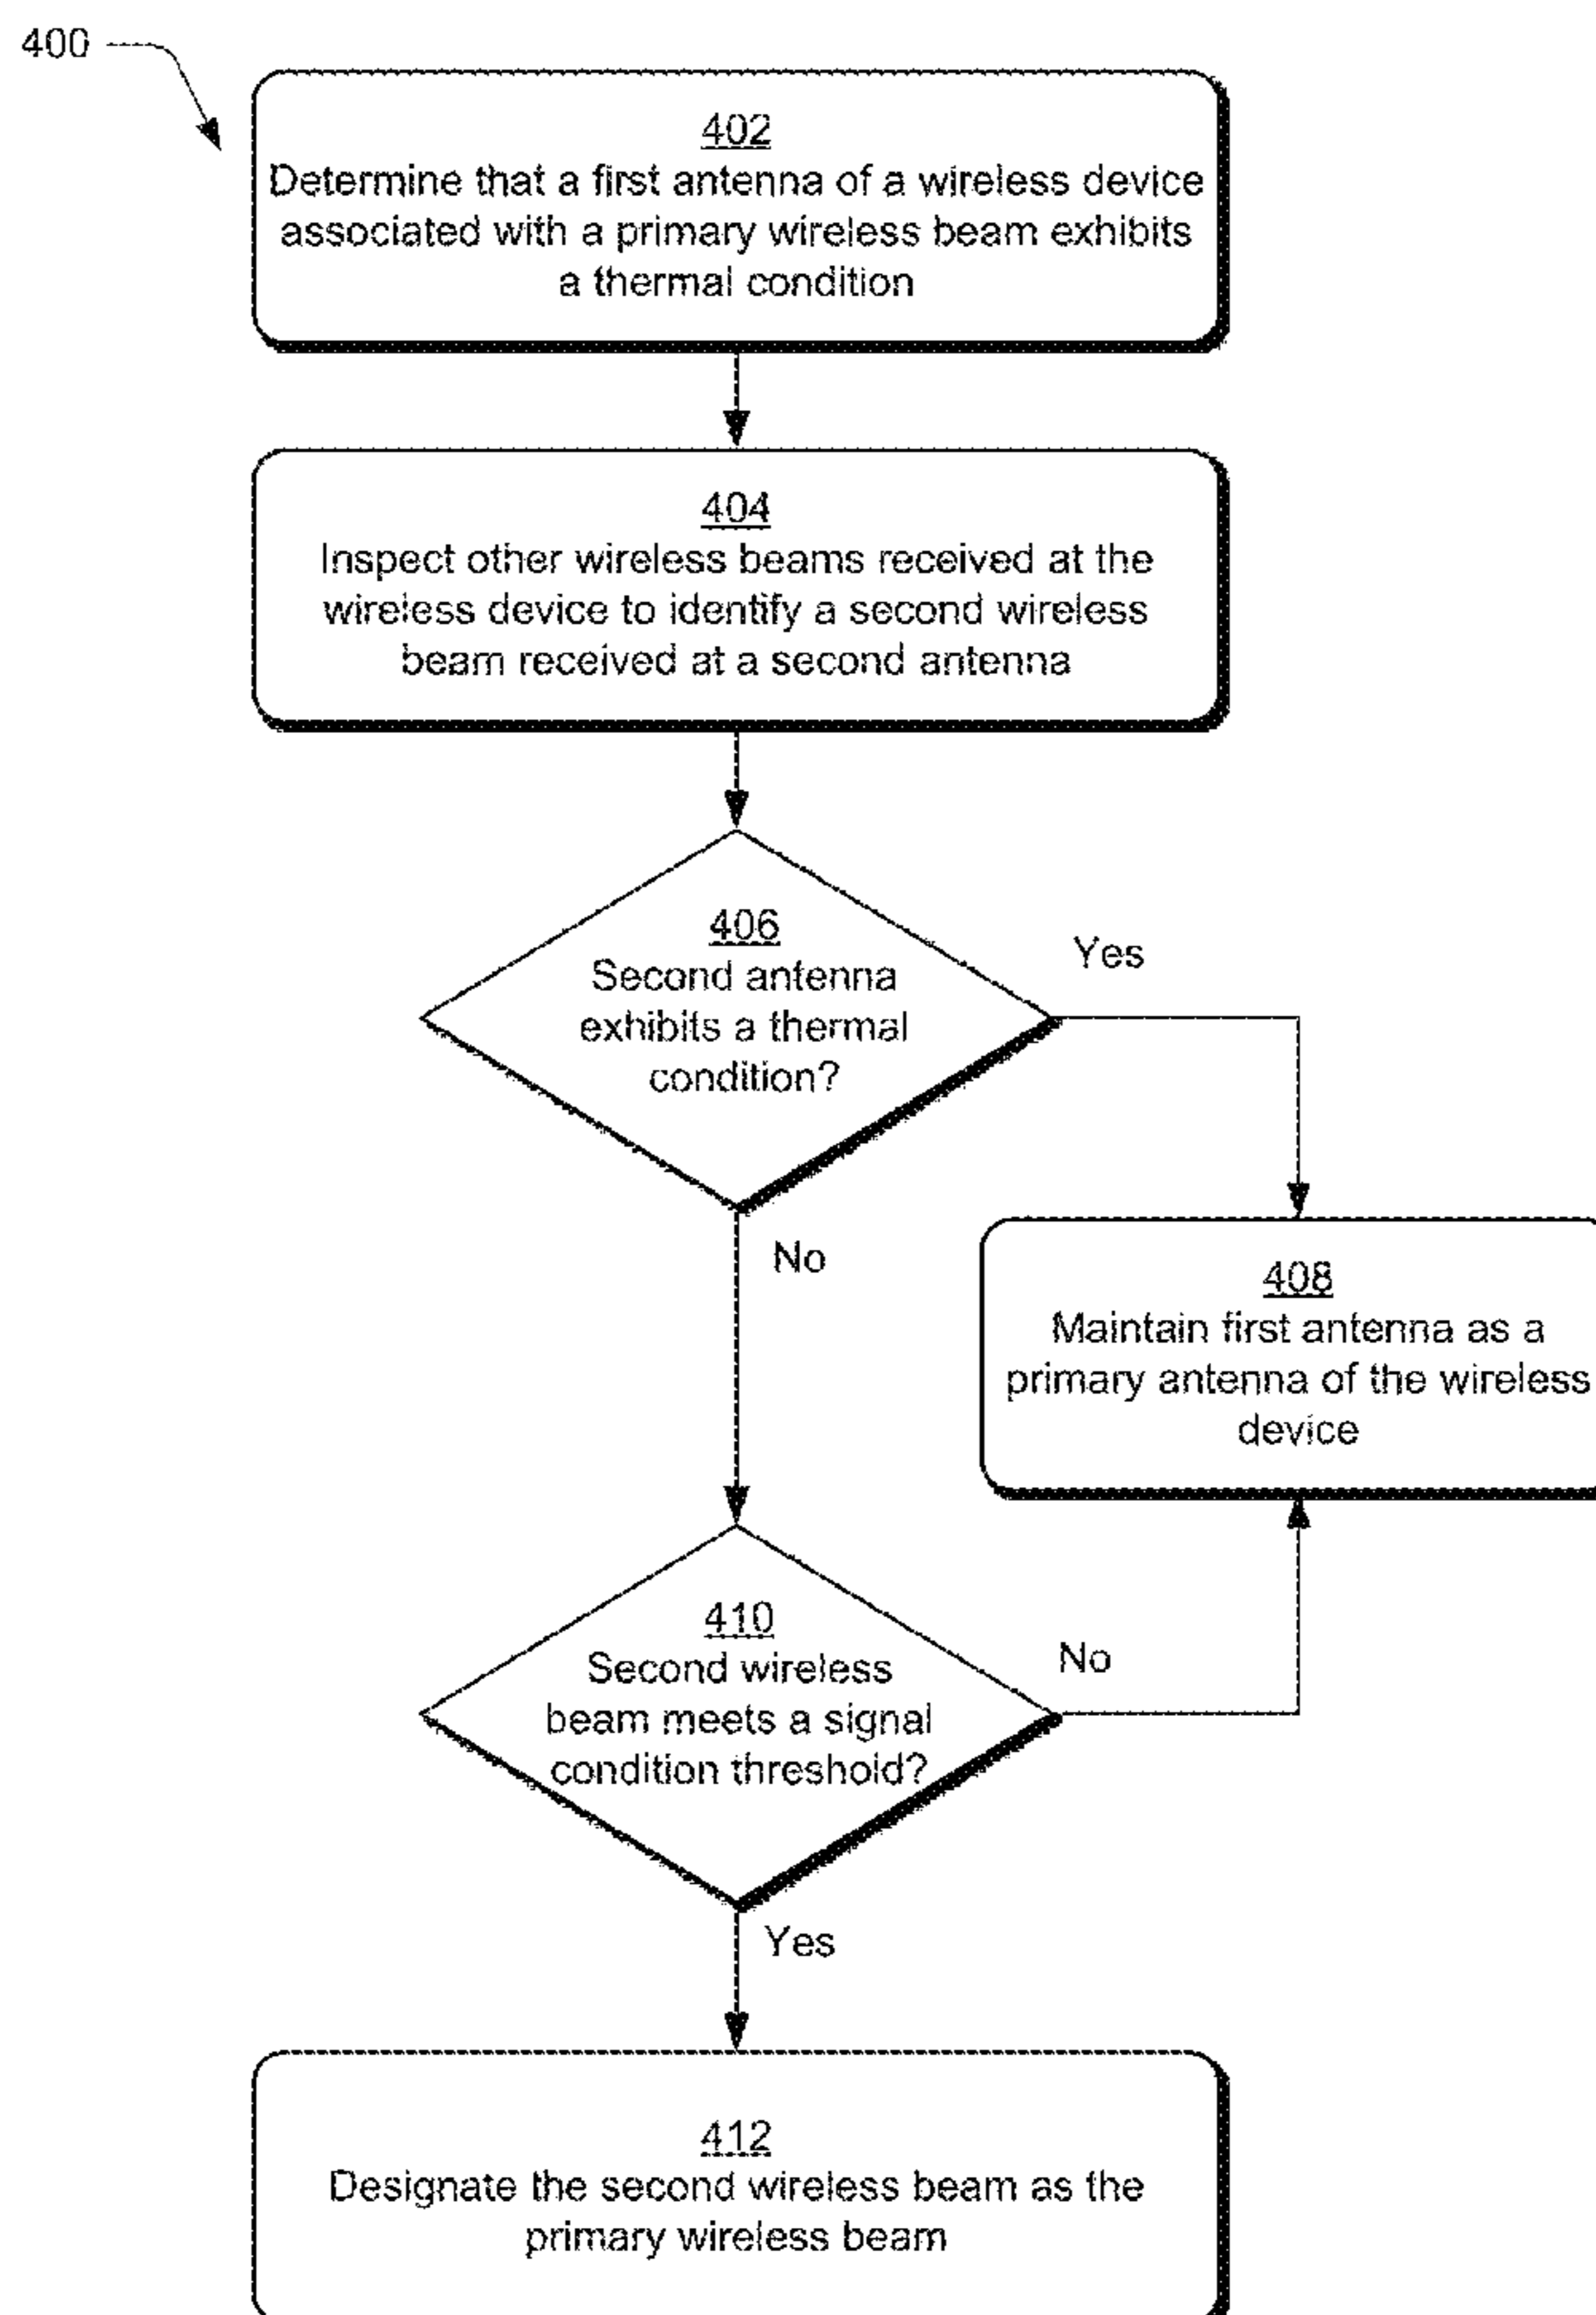 400
402
Determine that a first antenna of a wireless device
associated with a primary wireless beam exhibits
a thermal condition
404
Inspect other wireless beams received at the
wireless device to identify a second wireless
beam received at a second antenna
406
Second antenna
exhibits a thermal
condition?
Yes
No
408
Maintain first antenna as a
primary antenna of the wireless
device
410
Second wireless
beam meets a signal
condition threshold?
No
Yes
412
Designate the second wireless beam as the
primary wireless beam